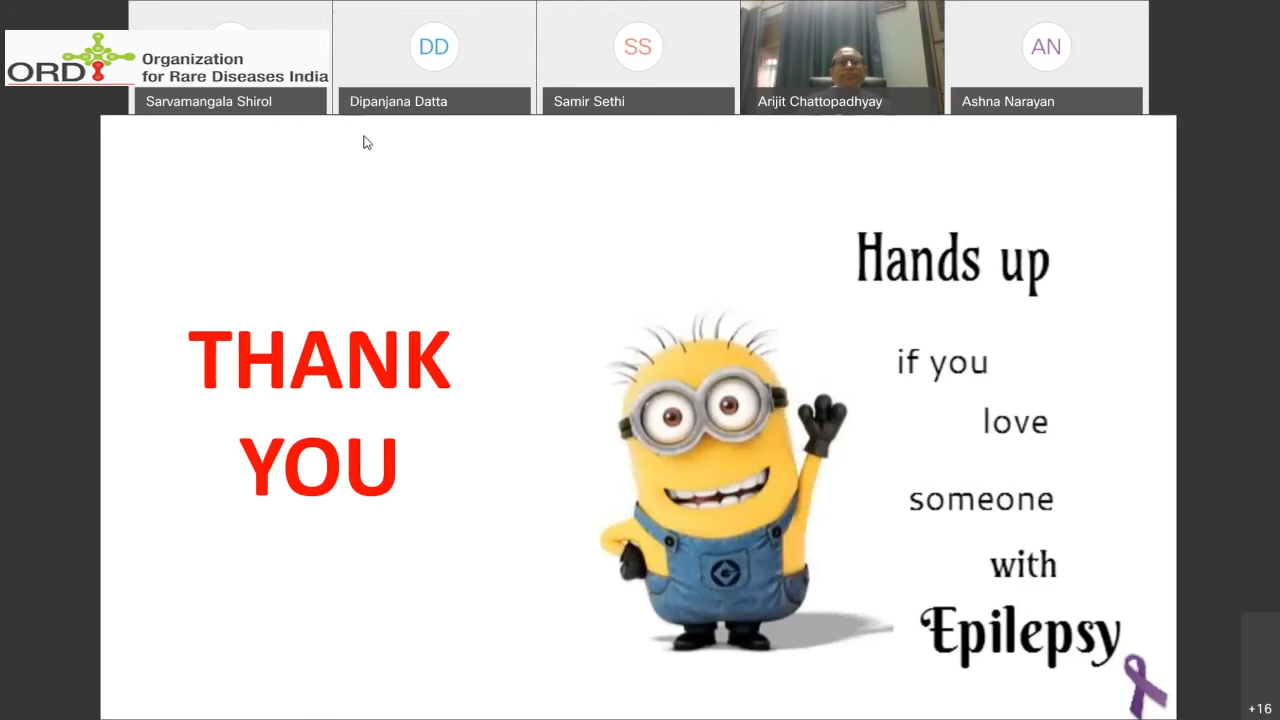 ORDI
Organization
for Rare Diseases India
DD
SS
AN
Sarvamangala Shirol
Dipanjana Datta
Samir Sethi
Arijit Chattopadhyay
Ashna Narayan
THANK
YOU
Hands up
if you
love
someone
with
Epilepsy
+16